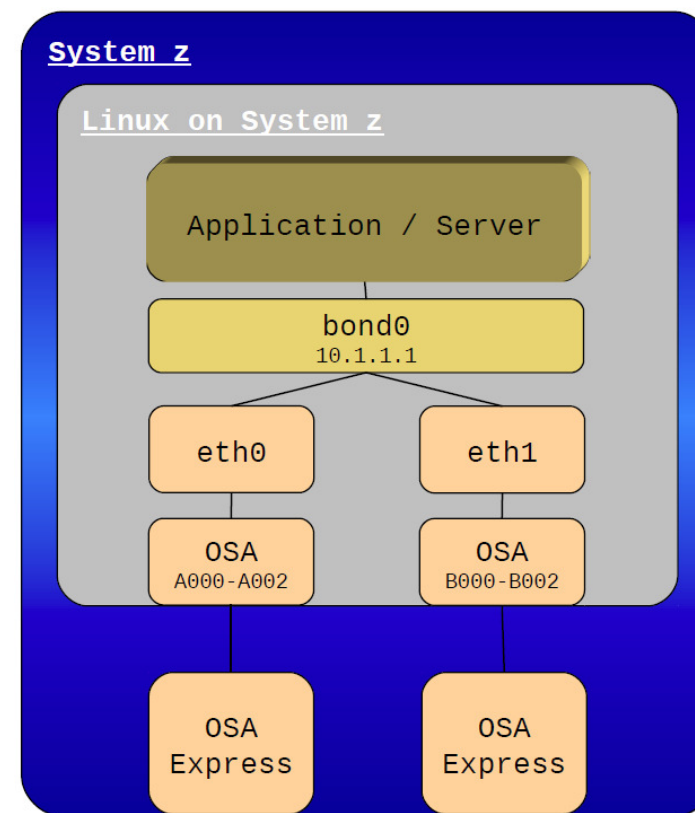 System z
Linux on System z
Application / Server
bond0
10.1.1.1
eth0
eth1
OSA
A000-A002
OSA
B000-B002
OSA
Express
OSA
Express